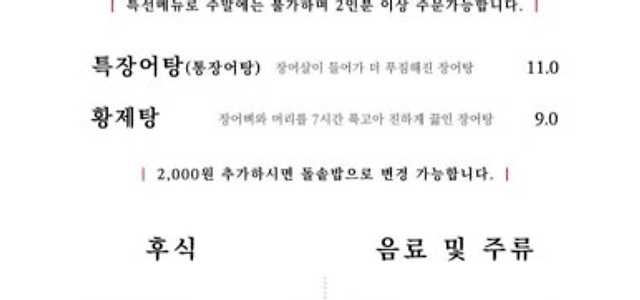 | 특선메뉴로 주말에는 불가하며 2인분 이상 주문가능합니다. |
특장어탕(통장어탕) 장어살이 들어가 더 푸짐해진 장어탕 11.0
황제탕 장어뼈와 머리를 7시간 푹고아 진하게 끓인 장어탕 9.0
| 2,000원 추가하시면 돌솥밥으로 변경 가능합니다. |
후식 음료 및 주류